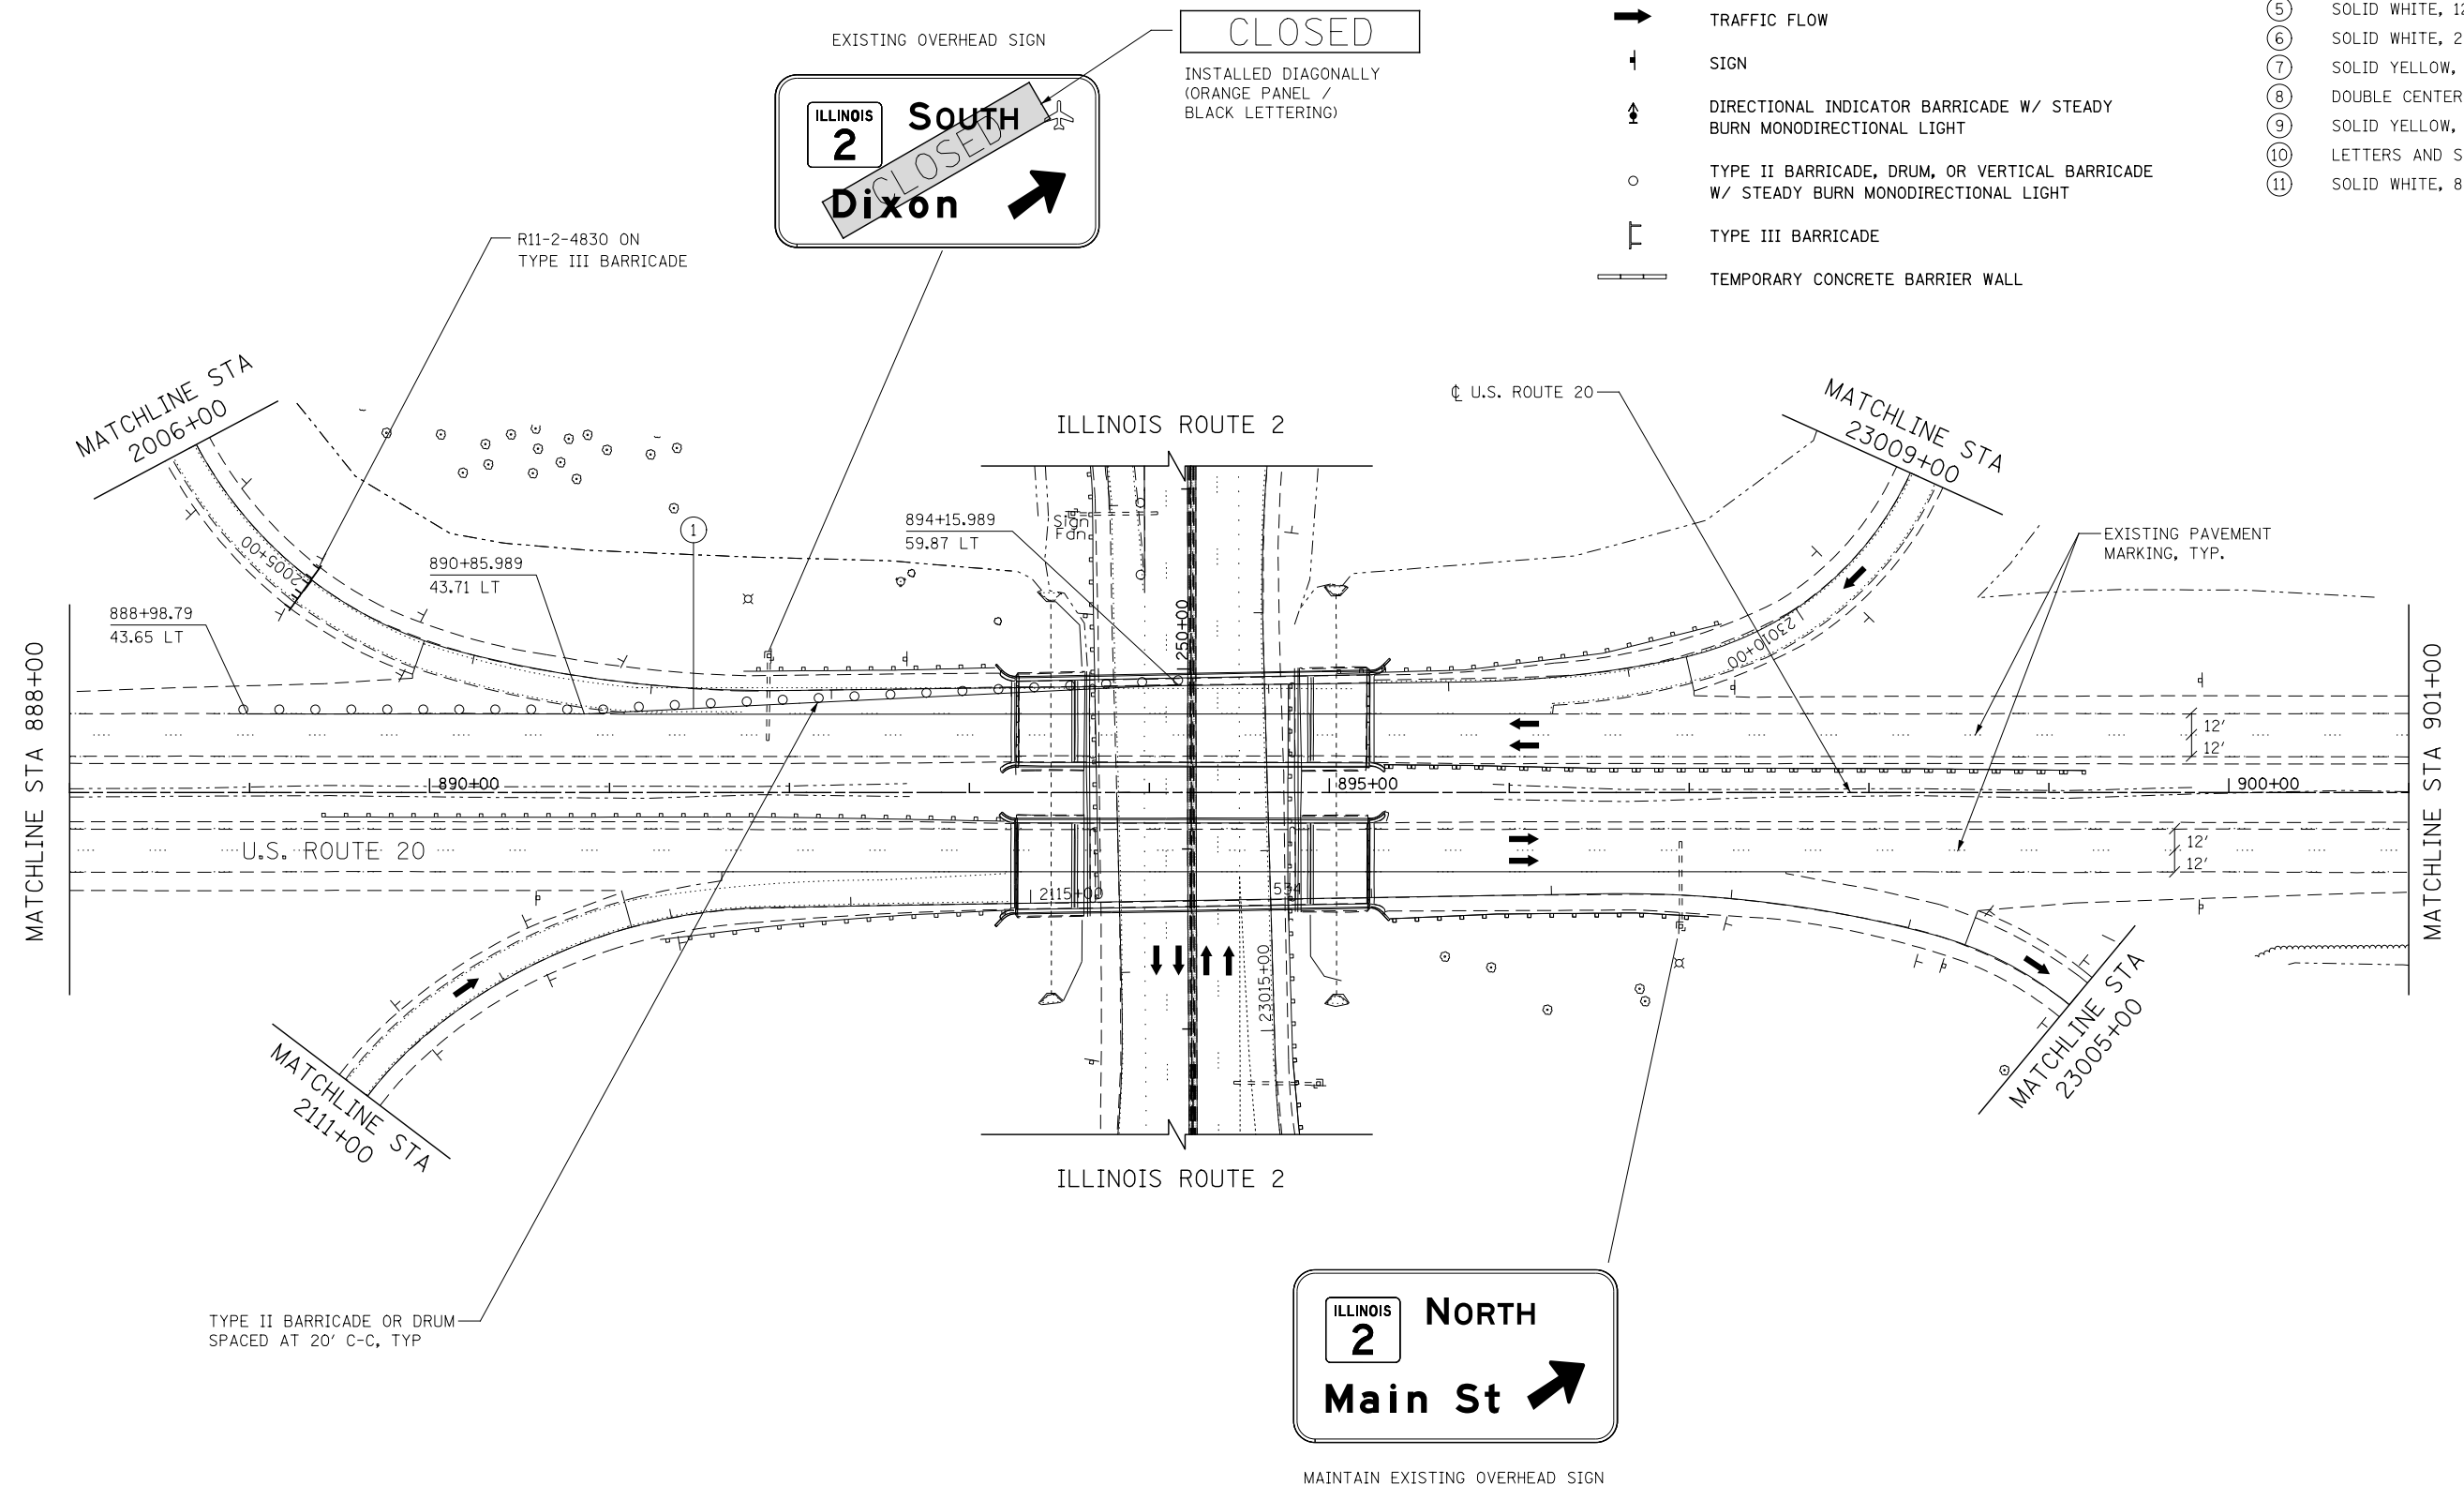 EXISTING OVERHEAD SIGN
ILLINOIS
2
SOUTH
Dixon
CLOSED
CLOSED
INSTALLED DIAGONALLY
(ORANGE PANEL /
BLACK LETTERING)
TRAFFIC FLOW
SIGN
DIRECTIONAL INDICATOR BARRICADE W/ STEADY
BURN MONODIRECTIONAL LIGHT
TYPE II BARRICADE, DRUM, OR VERTICAL BARRICADE
W/ STEADY BURN MONODIRECTIONAL LIGHT
TYPE III BARRICADE
TEMPORARY CONCRETE BARRIER WALL
5 SOLID WHITE, 12
6 SOLID WHITE, 2
7 SOLID YELLOW,
8 DOUBLE CENTER
9 SOLID YELLOW,
10 LETTERS AND S
11 SOLID WHITE, 8
R11-2-4830 ON
TYPE III BARRICADE
MATCHLINE STA
2006+00
ILLINOIS ROUTE 2
℄ U.S. ROUTE 20
MATCHLINE STA
23009+00
EXISTING PAVEMENT
MARKING, TYP.
1
894+15.989
59.87 LT
Sign
Fdn.
2005+00
890+85.989
43.71 LT
888+98.79
43.65 LT
250+00
23010+00
MATCHLINE STA 888+00
MATCHLINE STA 901+00
12'
12'
890+00
895+00
900+00
U.S. ROUTE 20
12'
12'
2115+00
554
23015+00
MATCHLINE STA
2111+00
MATCHLINE STA
23005+00
ILLINOIS ROUTE 2
TYPE II BARRICADE OR DRUM
SPACED AT 20' C-C, TYP
ILLINOIS
2
NORTH
Main St
MAINTAIN EXISTING OVERHEAD SIGN